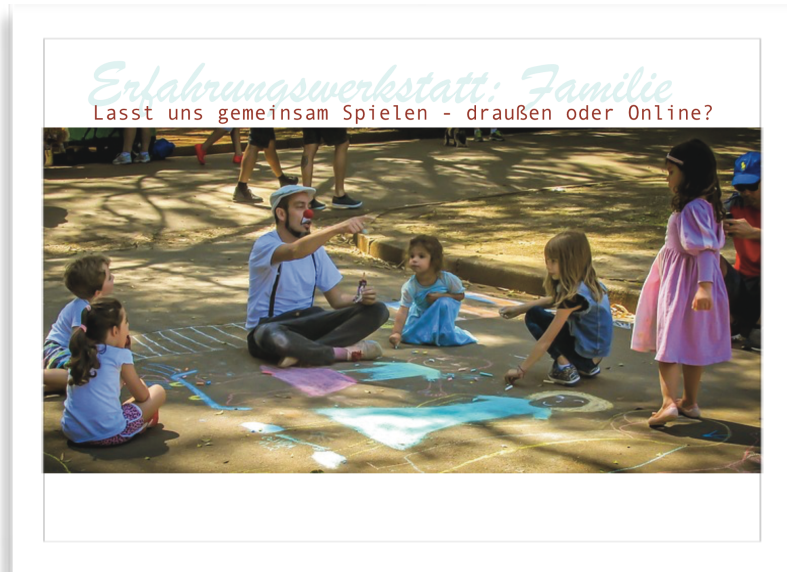 Erfahrungswerkstatt: Familie
Lasst uns gemeinsam Spielen - draußen oder Online?